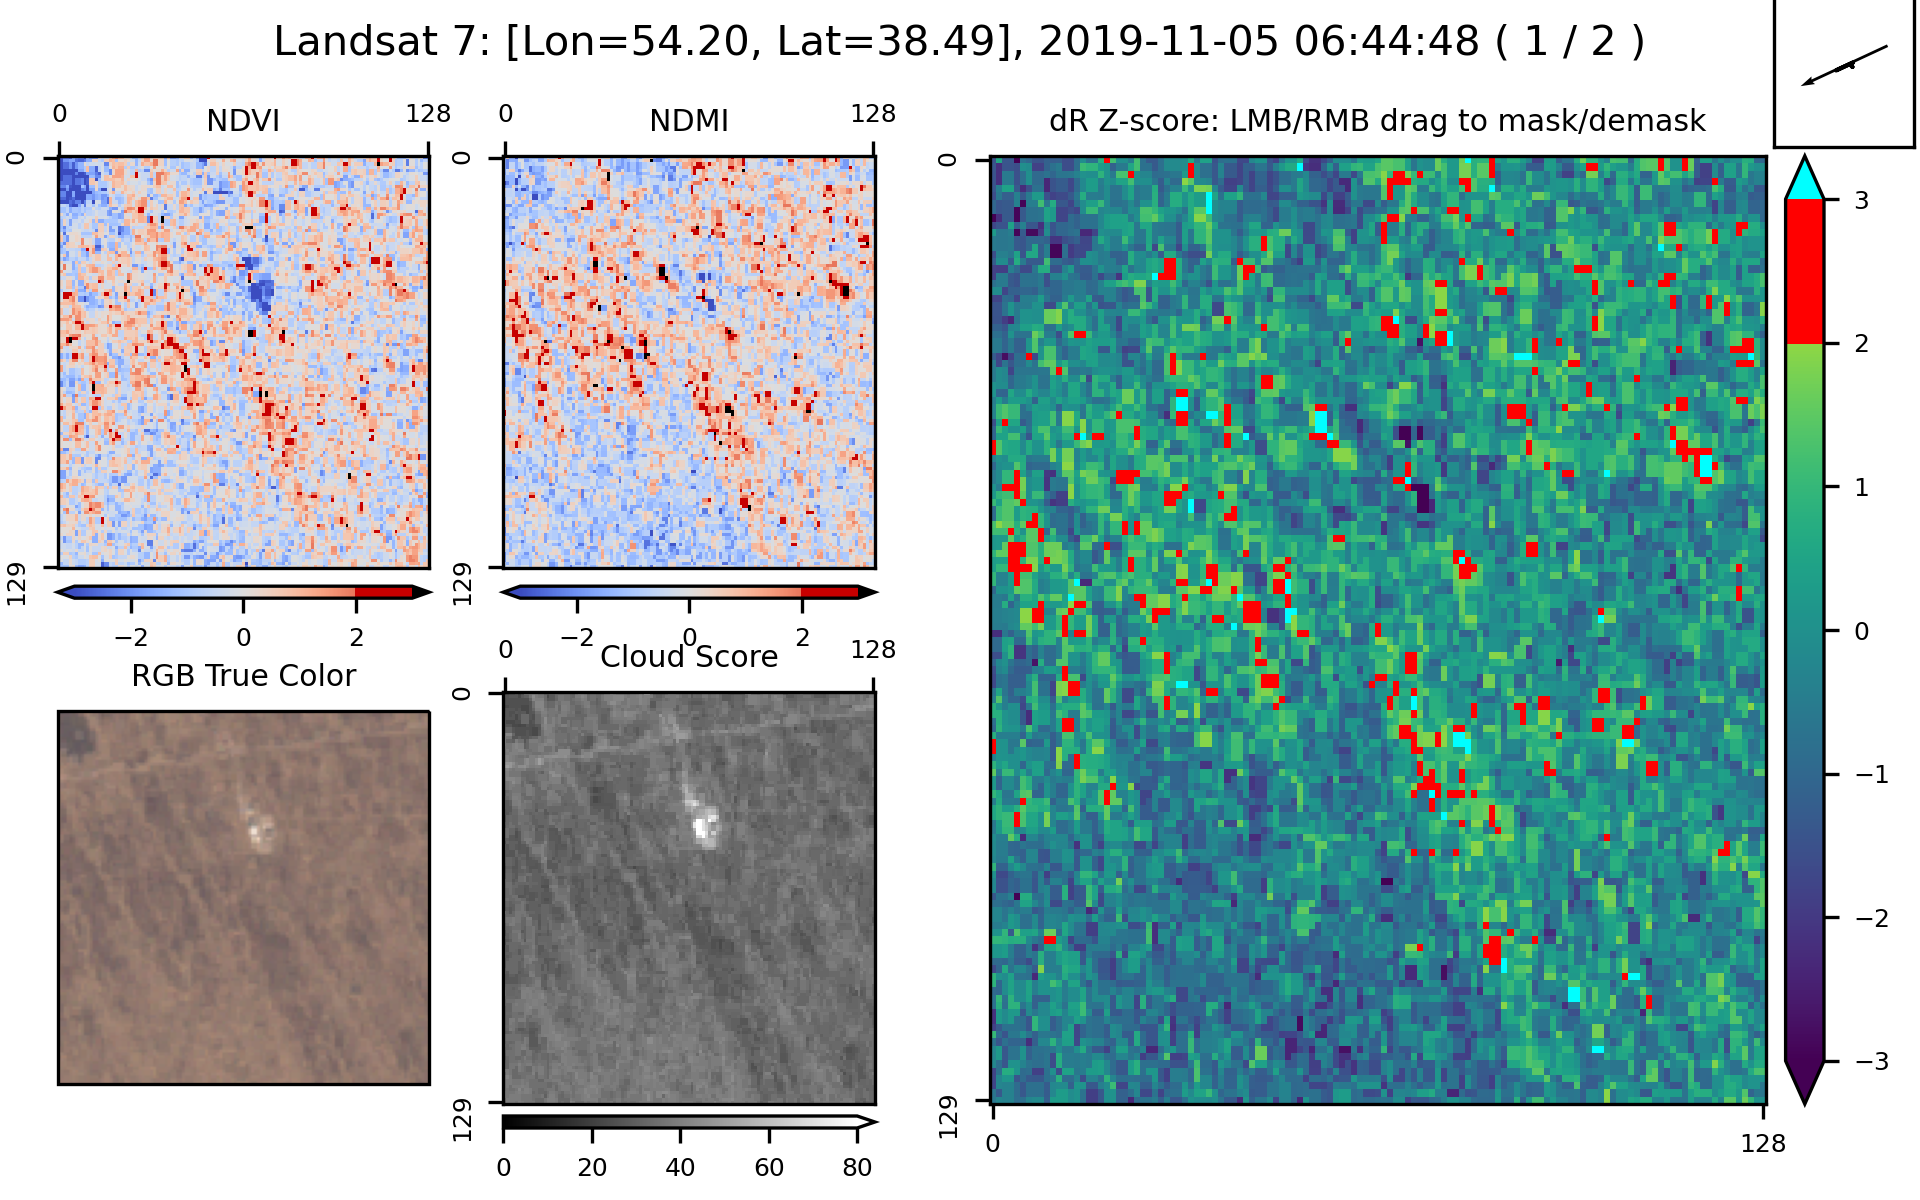 Landsat 7: [Lon=54.20, Lat=38.49], 2019-11-05 06:44:48 ( 1 / 2 )
0 NDVI 128
0 NDMI 128
dR Z-score: LMB/RMB drag to mask/demask
0
0
0
129
129
−2 0 2
−2 0 2
RGB True Color
0 Cloud Score 128
0
129
0 20 40 60 80
129
0 128
3
2
1
0
−1
−2
−3